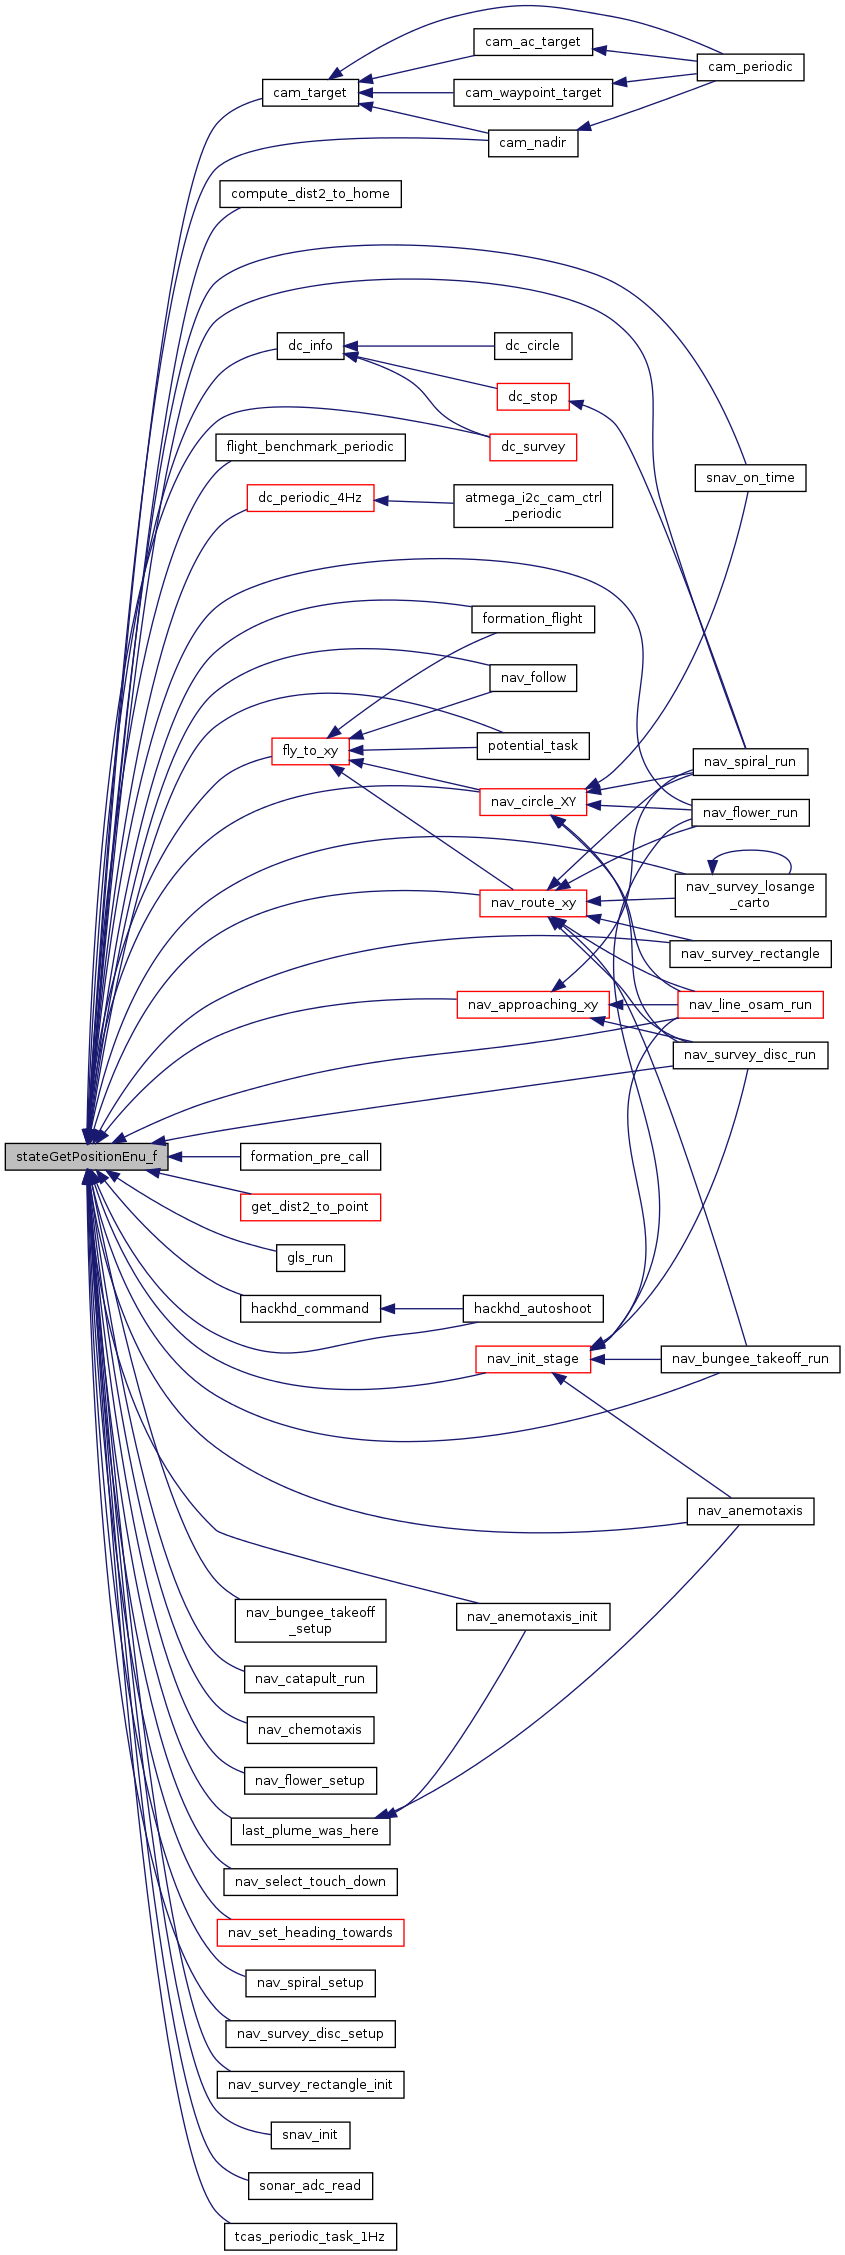 cam_ac_target
cam_periodic
cam_target
cam_waypoint_target
cam_nadir
compute_dist2_to_home
dc_info
dc_circle
dc_stop
flight_benchmark_periodic
dc_survey
snav_on_time
dc_periodic_4Hz
atmega_i2c_cam_ctrl
_periodic
formation_flight
nav_follow
fly_to_xy
potential_task
nav_spiral_run
nav_circle_XY
nav_flower_run
nav_survey_losange
_carto
nav_route_xy
nav_survey_rectangle
nav_approaching_xy
nav_line_osam_run
nav_survey_disc_run
stateGetPositionEnu_f
formation_pre_call
get_dist2_to_point
gls_run
hackhd_command
hackhd_autoshoot
nav_init_stage
nav_bungee_takeoff_run
nav_anemotaxis
nav_bungee_takeoff
_setup
nav_anemotaxis_init
nav_catapult_run
nav_chemotaxis
nav_flower_setup
last_plume_was_here
nav_select_touch_down
nav_set_heading_towards
nav_spiral_setup
nav_survey_disc_setup
nav_survey_rectangle_init
snav_init
sonar_adc_read
tcas_periodic_task_1Hz